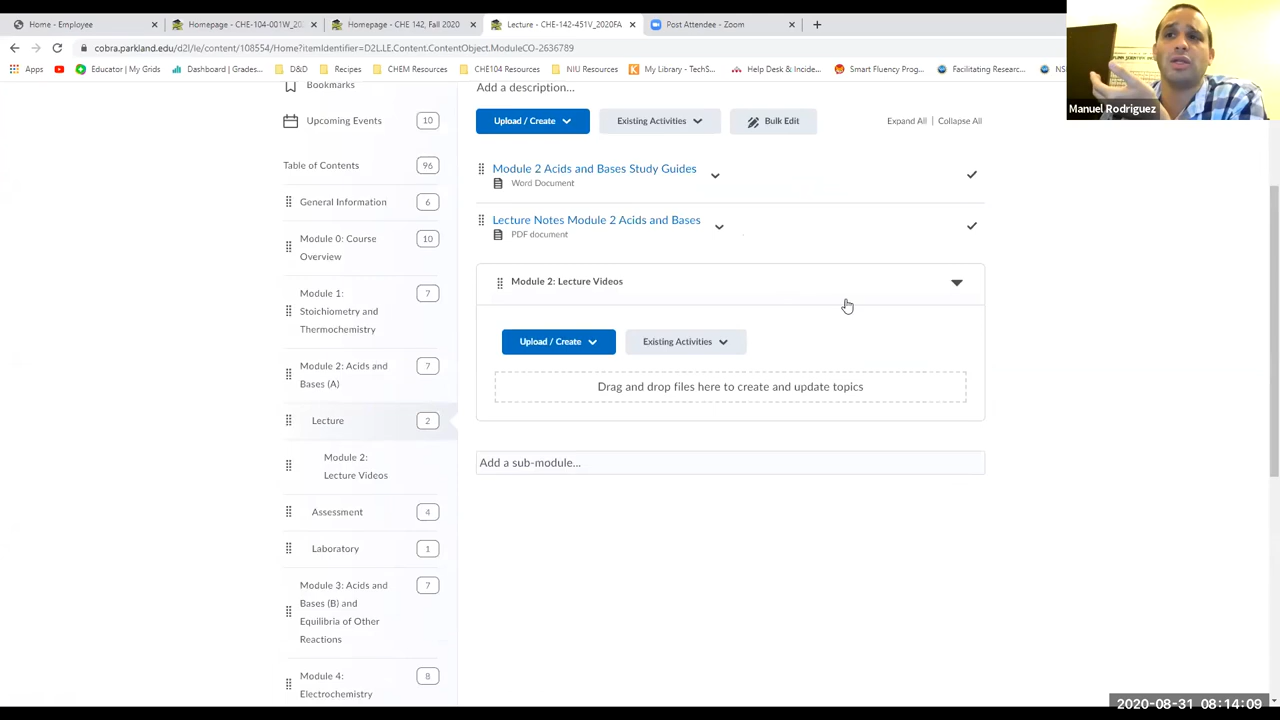 Home - Employee
Homepage - CHE-104-001W_20
Homepage - CHE 142, Fall 2020
Lecture - CHE-142-451V_2020FA
Post Attendee - Zoom
cobra.parkland.edu/d2l/le/content/108554/Home?itemIdentifier=D2L.LE.Content.ContentObject.ModuleCO-2636789
Apps
Educator | My Grids
Dashboard | Grades...
D&D
Recipes
CHEM
CHE104 Resources
NIU Resources
My Library - TechS...
Help Desk & Incide...
Smart Fluency Prog...
Facilitating Researc...
NS
Manuel Rodriguez
Bookmarks
Upcoming Events
10
Table of Contents
96
General Information
6
Module 0: Course
Overview
10
Module 1:
Stoichiometry and
Thermochemistry
7
Module 2: Acids and
Bases (A)
7
Lecture
2
Module 2:
Lecture Videos
Assessment
4
Laboratory
1
Module 3: Acids and
Bases (B) and
Equilibria of Other
Reactions
7
Module 4:
Electrochemistry
8
Add a description...
Upload / Create
Existing Activities
Bulk Edit
Expand All | Collapse All
Module 2 Acids and Bases Study Guides
Word Document
Lecture Notes Module 2 Acids and Bases
PDF document
Module 2: Lecture Videos
Upload / Create
Existing Activities
Drag and drop files here to create and update topics
Add a sub-module...
2020-08-31 08:14:09